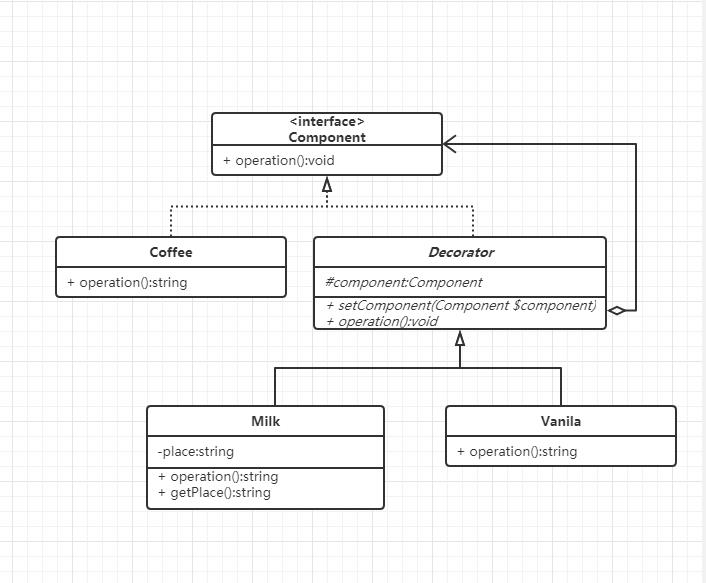 <interface>
Component
+ operation():void
Coffee
+ operation():string
Decorator
#component:Component
+ setComponent(Component $component)
+ operation():void
Milk
-place:string
+ operation():string
+ getPlace():string
Vanila
+ operation():string